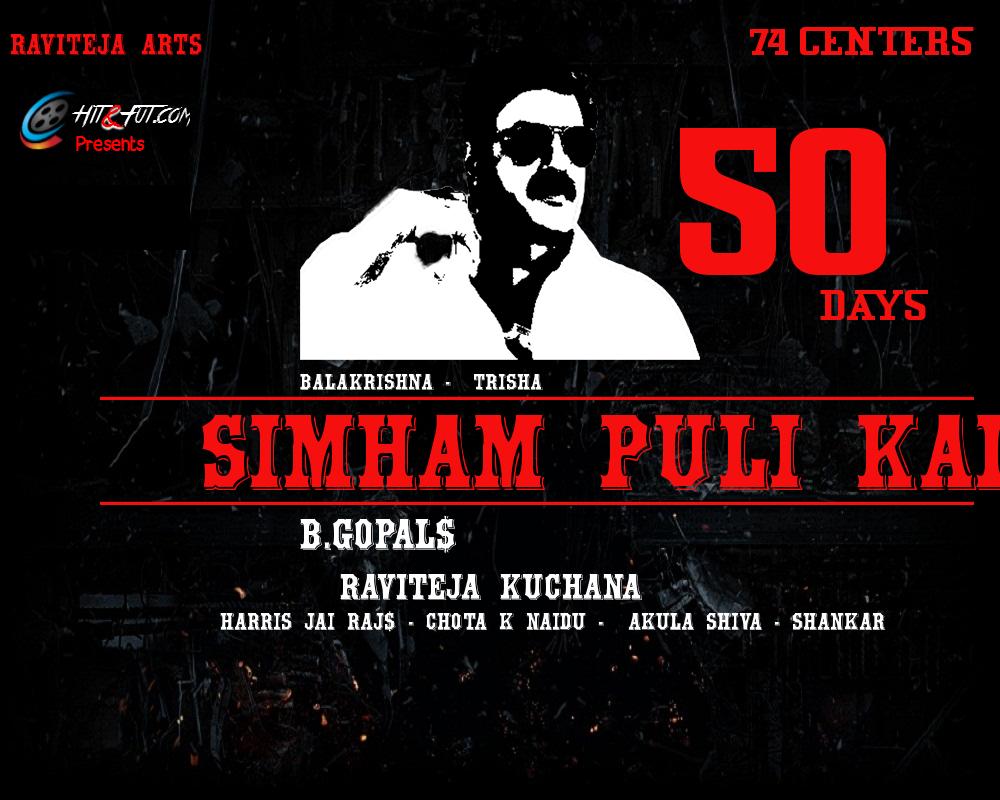 RAVITEJA ARTS
74 CENTERS
HIT&FUT.COM
Presents
50
DAYS
BALAKRISHNA - TRISHA
SIMHAM PULI KAI
B.GOPAL$
RAVITEJA KUCHANA
HARRIS JAI RAJ$ - CHOTA K NAIDU - AKULA SHIVA - SHANKAR